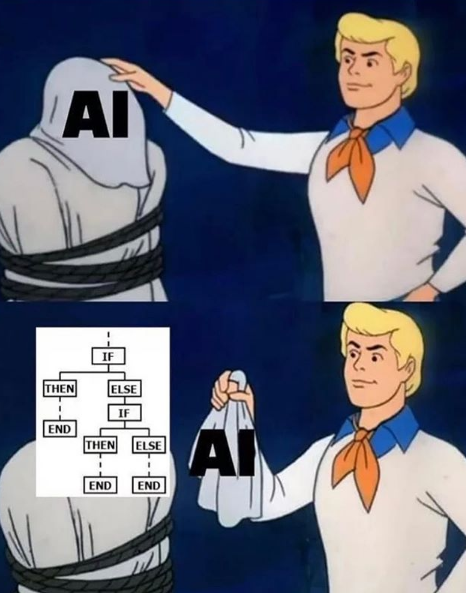 AI
IF
THEN ELSE
IF
END
THEN ELSE
END END
AI